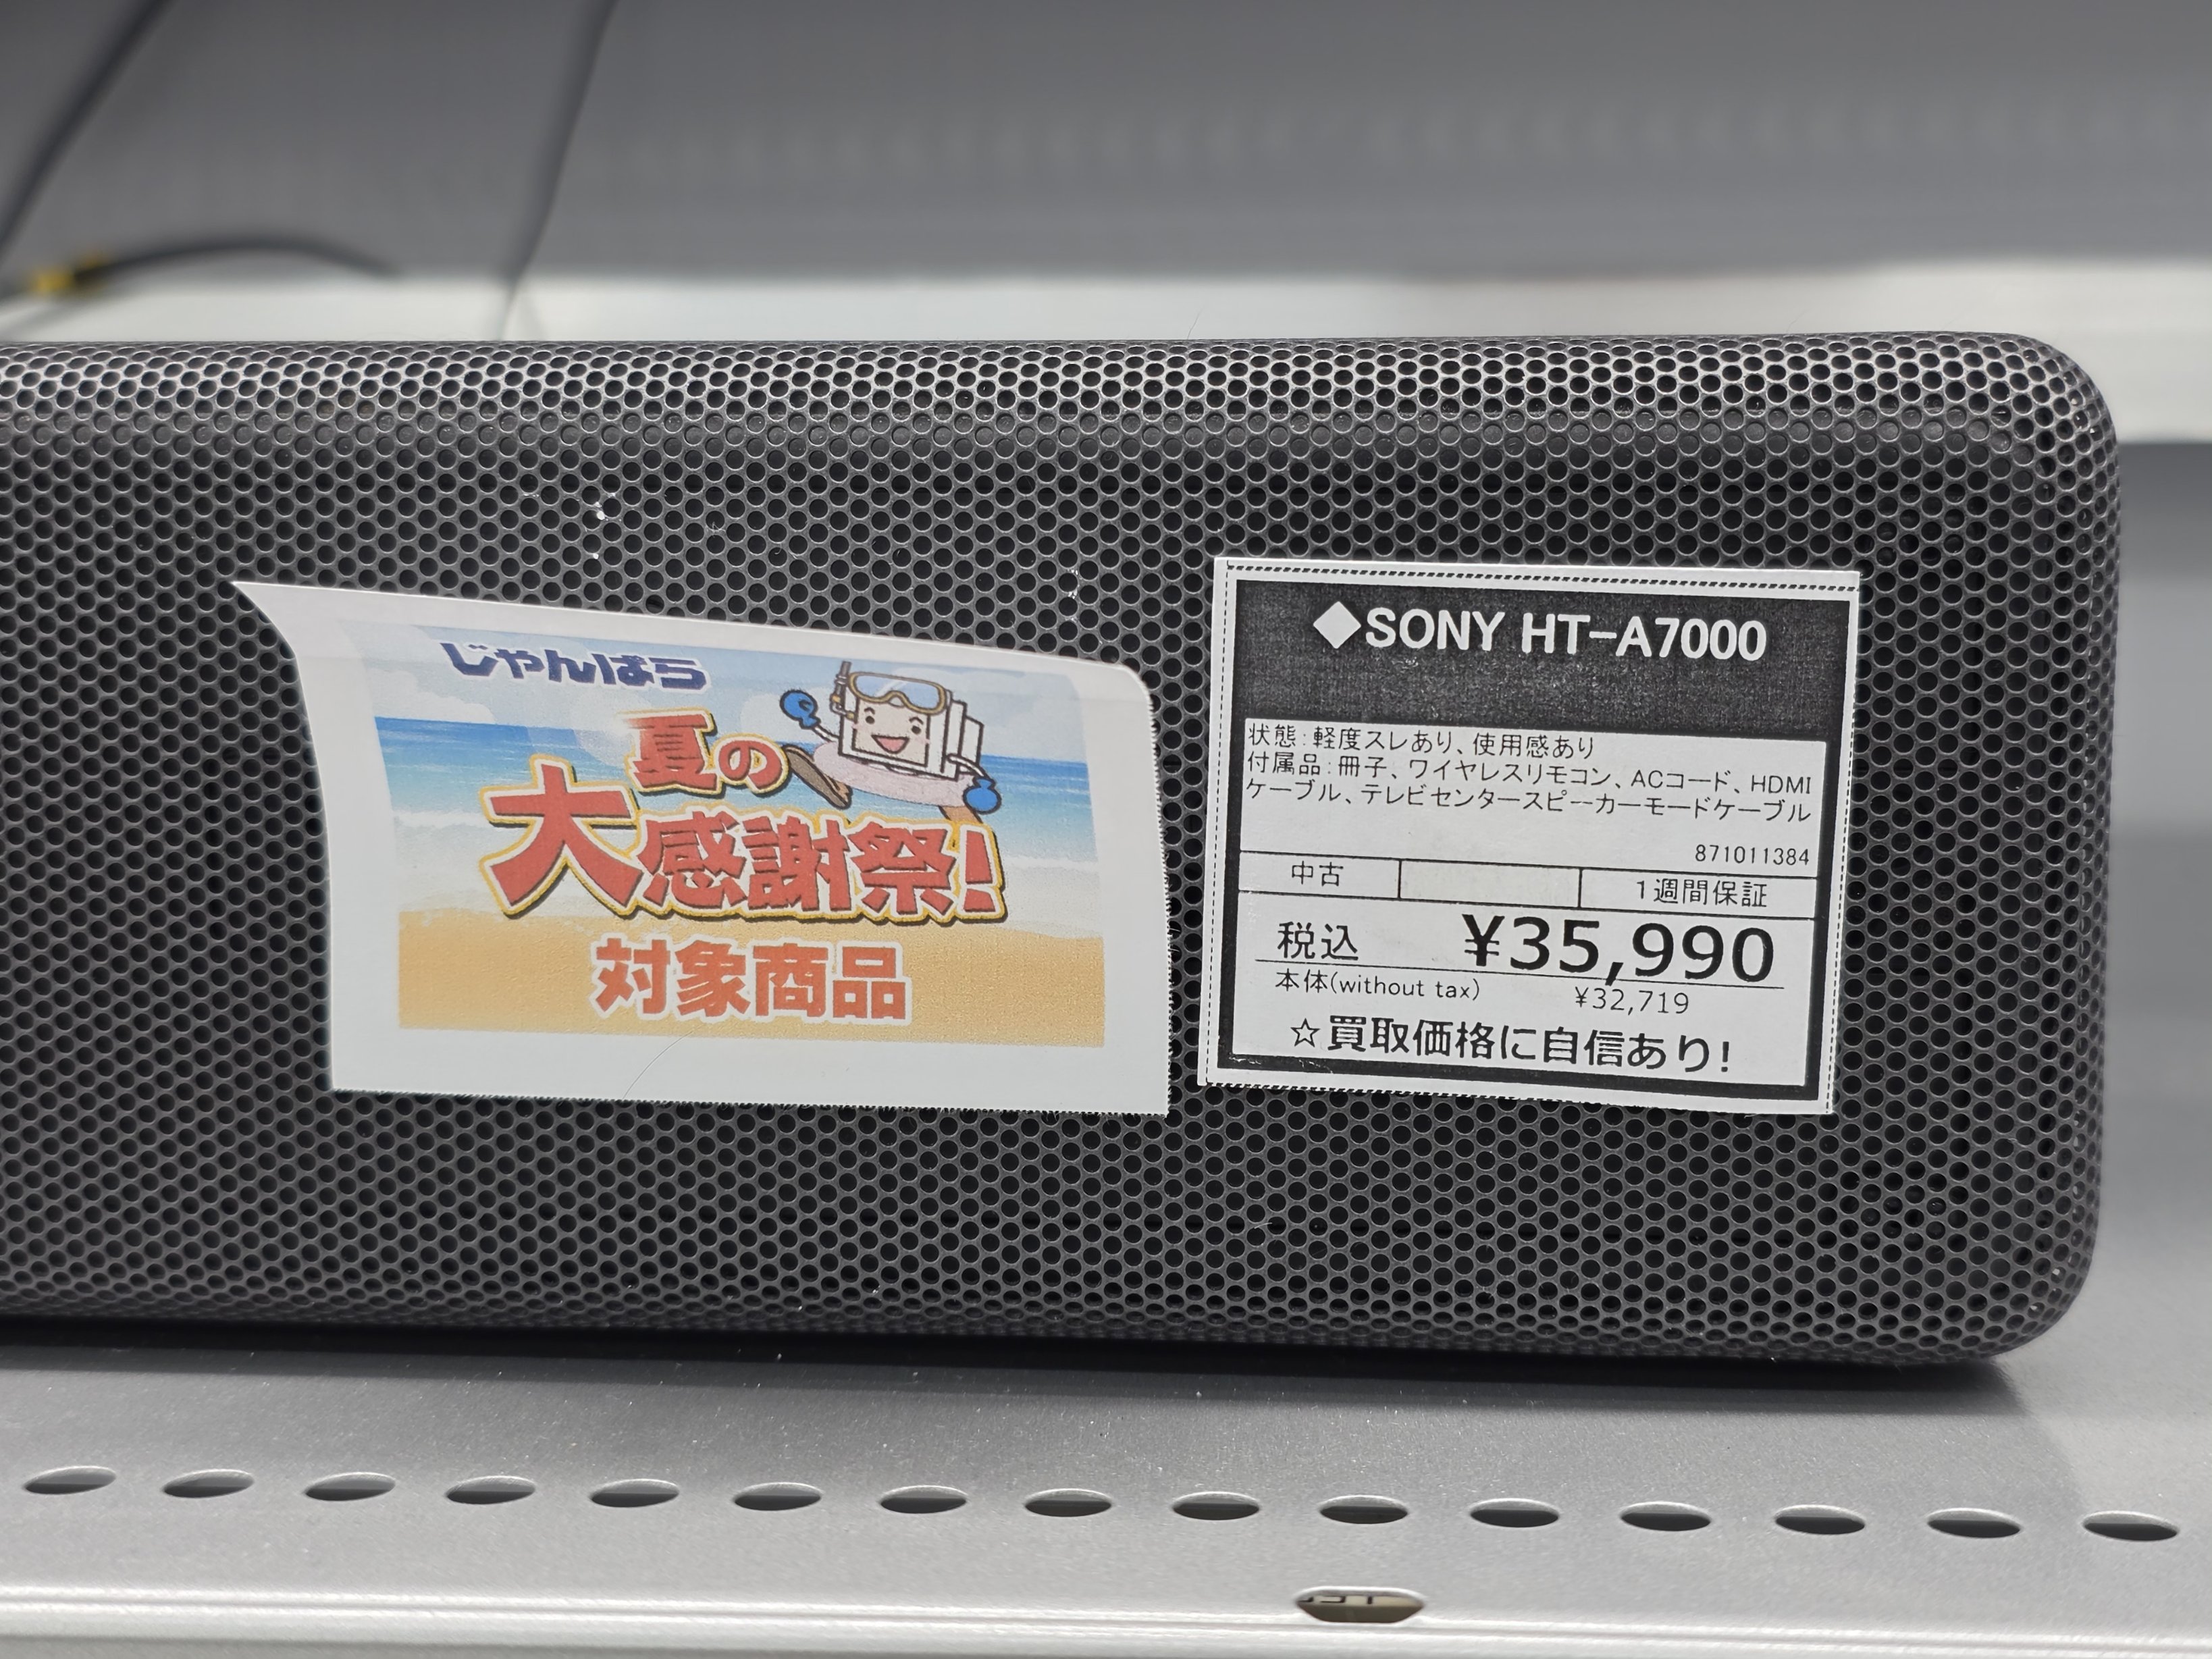 じゃんぱら
夏の
大感謝祭!
対象商品
◆SONY HT-A7000
状態:軽度スレあり、使用感あり
付属品:冊子、ワイヤレスリモコン、ACコード、HDMI
ケーブル、テレビセンタースピーカーモードケーブル
871011384
中古 1週間保証
税込 ¥35,990
本体(without tax) ¥32,719
☆買取価格に自信あり!